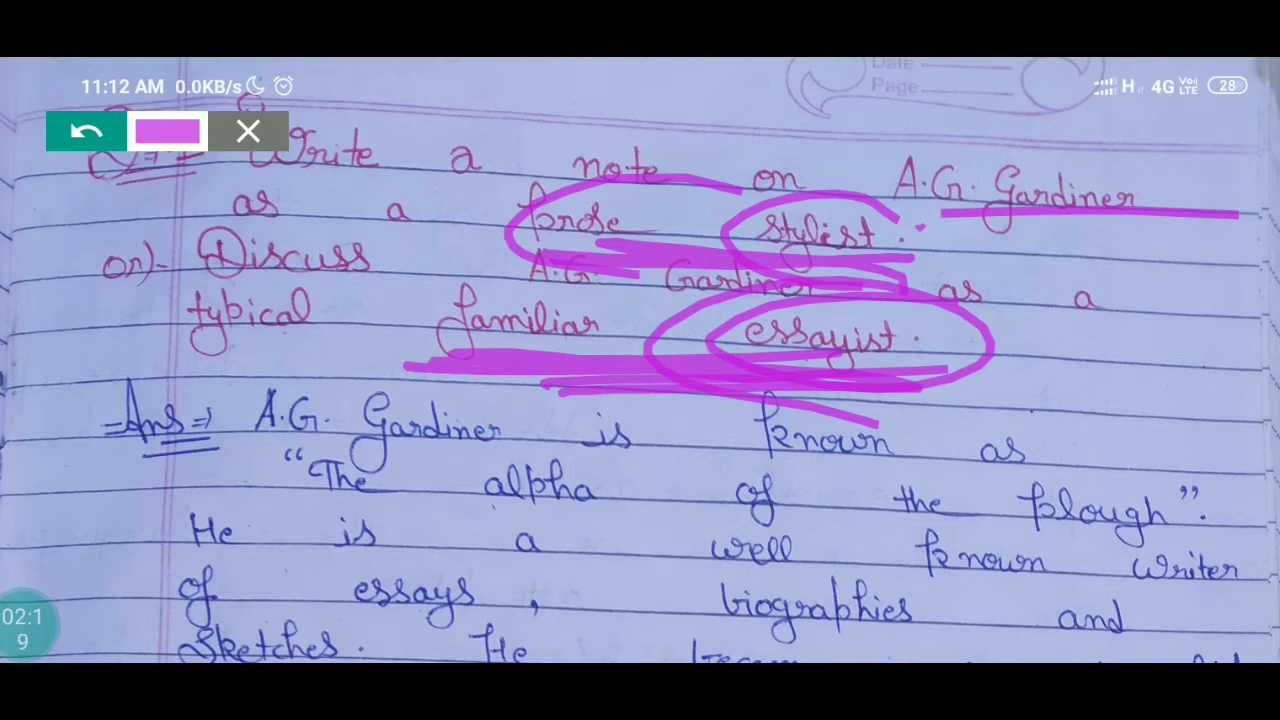 Date
Page
11:12 AM 0.0KB/s
H 4G VoLTE 28
Write a note on A.G. Gardiner
as a Prose stylist.
or)- Discuss A.G. Gardiner as a
typical familiar essayist.
=Ans=> A.G. Gardiner is known as
"The alpha of the plough".
He is a well known writer
of essays, biographies and
Sketches. He
02:1
9